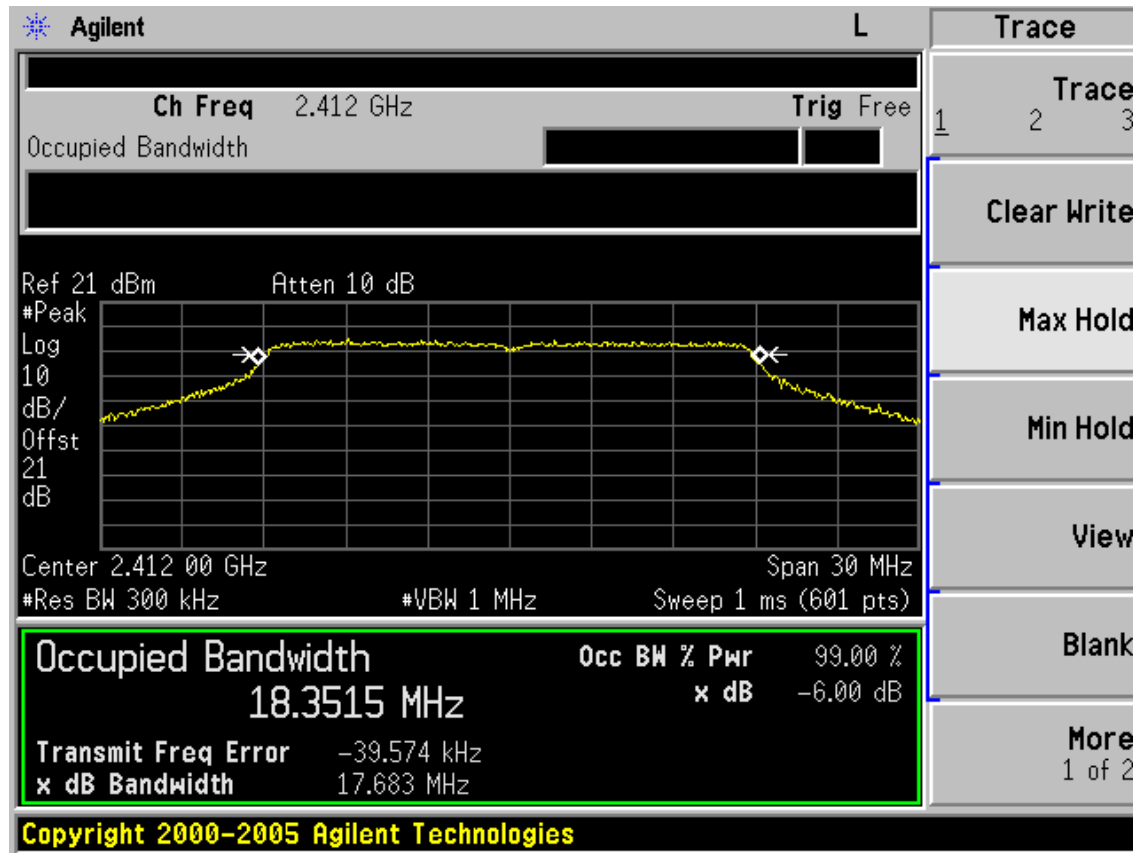 Agilent L Trace
Ch Freq 2.412 GHz Trig Free
Occupied Bandwidth
Trace
1 2 3
Clear Write
Max Hold
Min Hold
View
Blank
More
1 of 2
Ref 21 dBm Atten 10 dB
#Peak
Log
10
dB/
Offst
21
dB
Center 2.412 00 GHz Span 30 MHz
#Res BW 300 kHz #VBW 1 MHz Sweep 1 ms (601 pts)
Occupied Bandwidth Occ BW % Pwr 99.00 %
18.3515 MHz x dB -6.00 dB
Transmit Freq Error -39.574 kHz
x dB Bandwidth 17.683 MHz
Copyright 2000-2005 Agilent Technologies